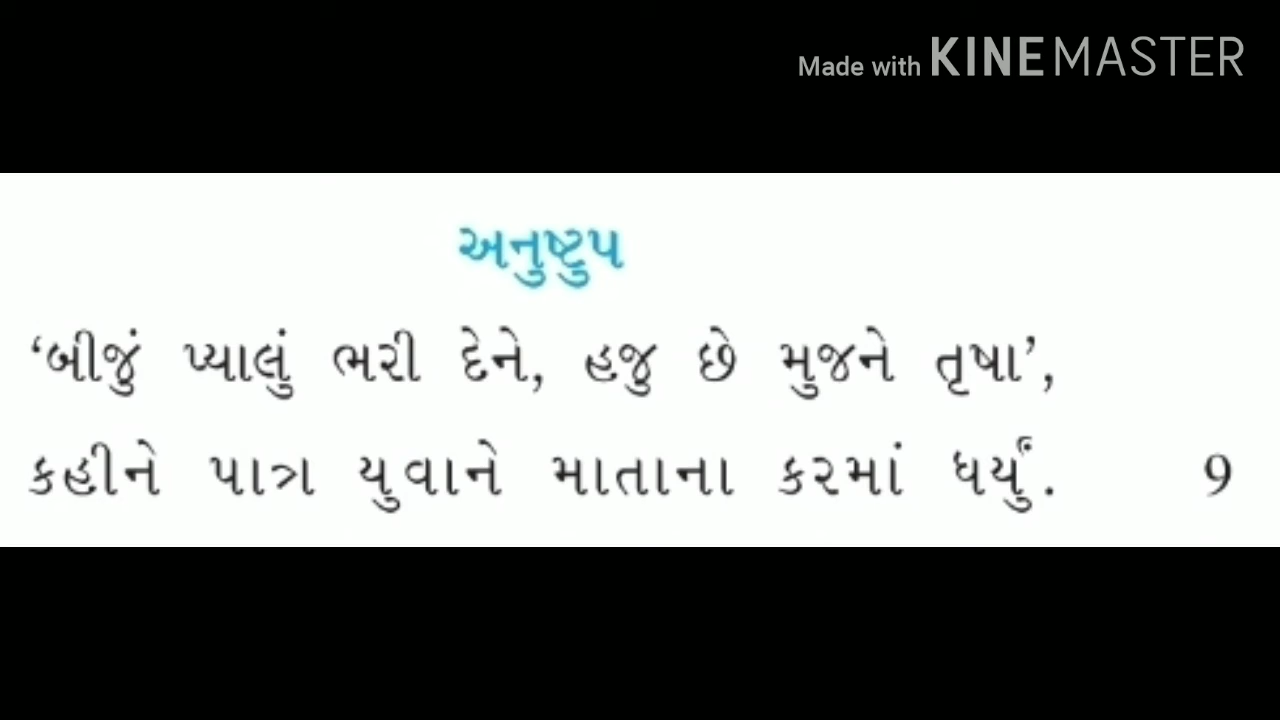 Made with KINEMASTER
અનુષ્ટુપ
‘બીજું પ્યાલું ભરી દેને, હજુ છે મુજને તૃષા’,
કહીને પાત્ર યુવાને માતાના કરમાં ધર્યું. 9